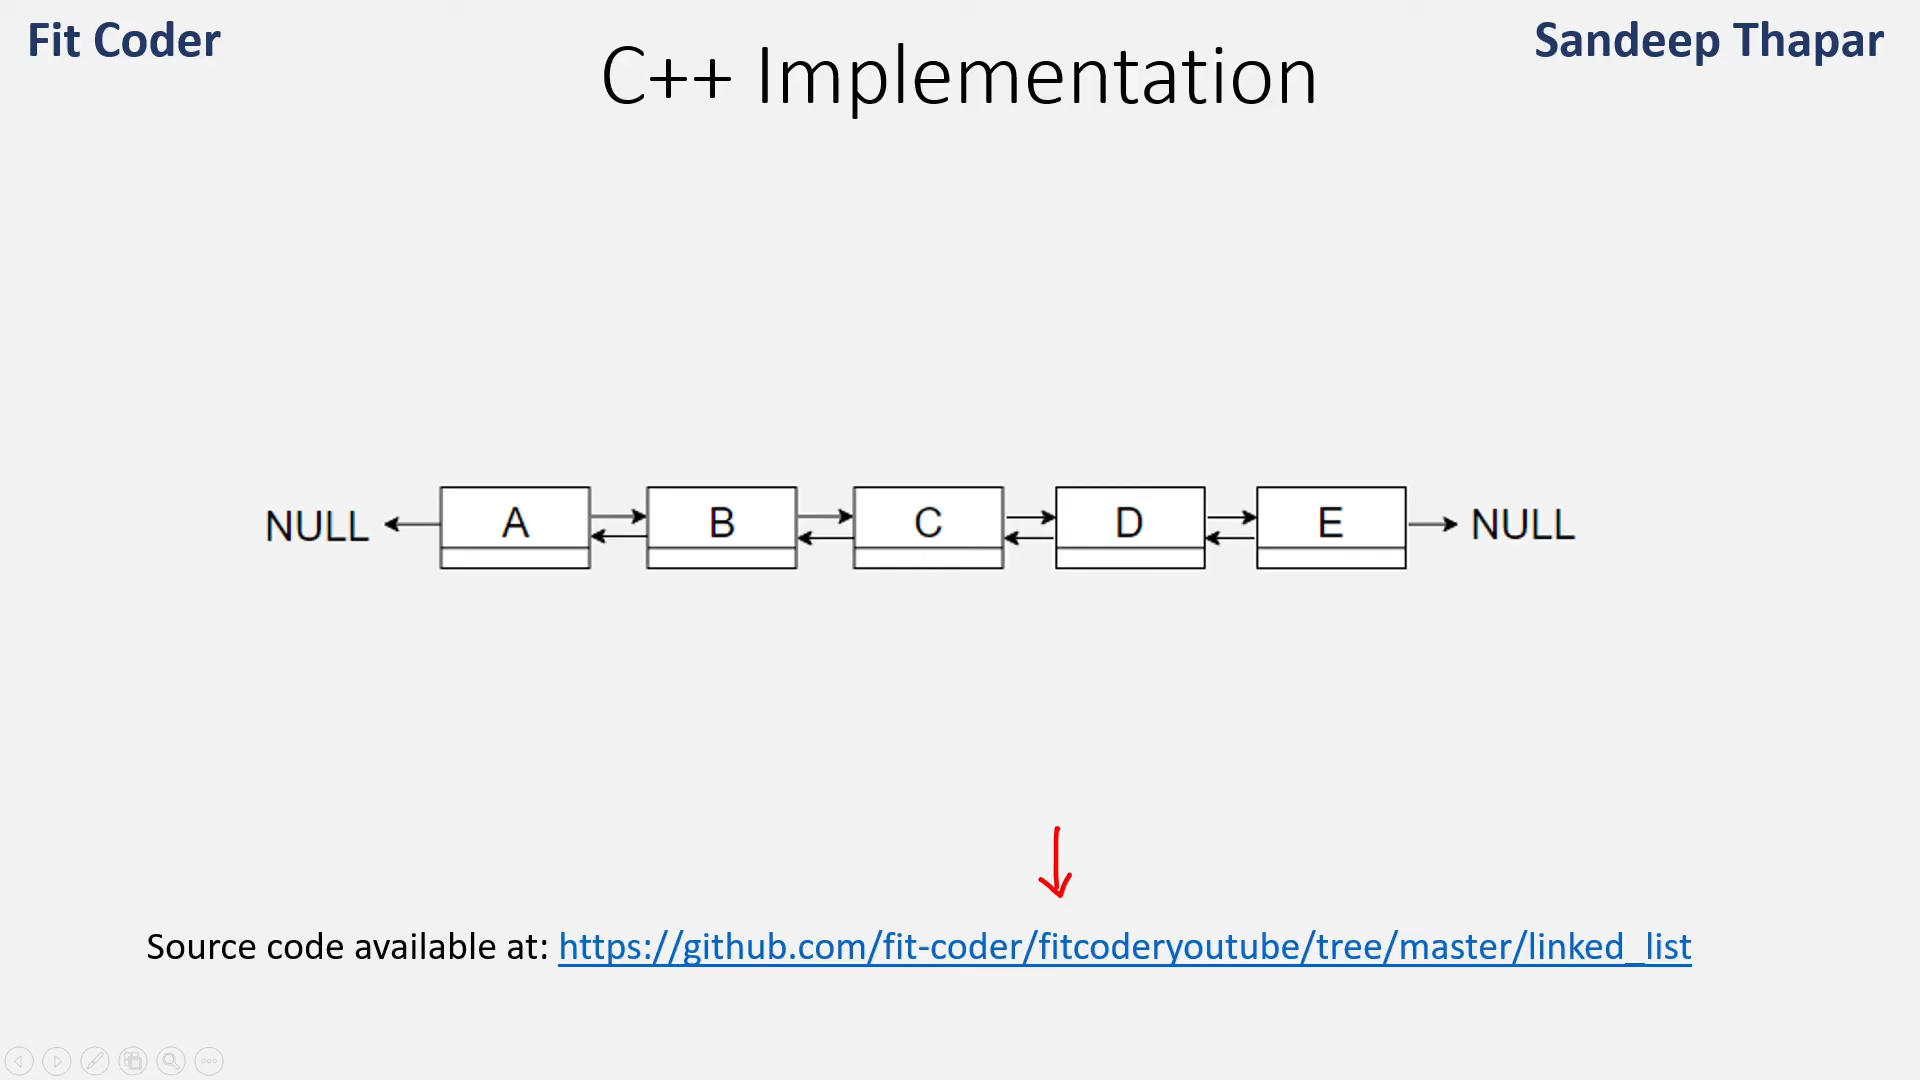 Fit Coder
Sandeep Thapar
C++ Implementation
NULL A B C D E NULL
Source code available at: https://github.com/fit-coder/fitcoderyoutube/tree/master/linked_list